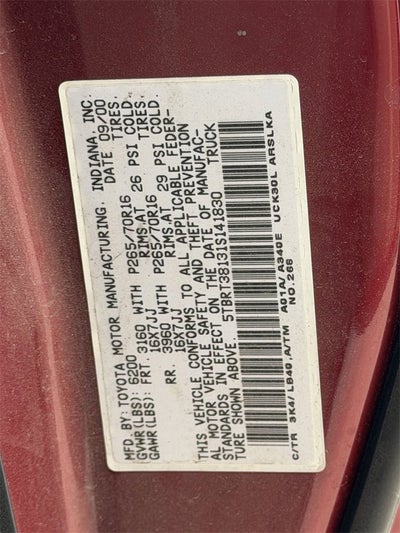 MFD. BY: TOYOTA MOTOR MANUFACTURING, INDIANA, INC.
GVWR(LBS): 6200 DATE 09/00
GAWR(LBS): FRT. 3160 WITH P265/70R16 TIRES,
16X7JJ RIMS,AT 26 PSI COLD.
RR. 3960 WITH P265/70R16 TIRES,
16X7JJ RIMS,AT 29 PSI COLD.
THIS VEHICLE CONFORMS TO ALL APPLICABLE FEDER-
AL MOTOR VEHICLE SAFETY AND THEFT PREVENTION
STANDARDS IN EFFECT ON THE DATE OF MANUFAC-
TURE SHOWN ABOVE. TRUCK
5TBRT38131S141830
C/TR 3K4/LB40,A/TM A01A/A340E UCK30L ARSLKA
NO.266